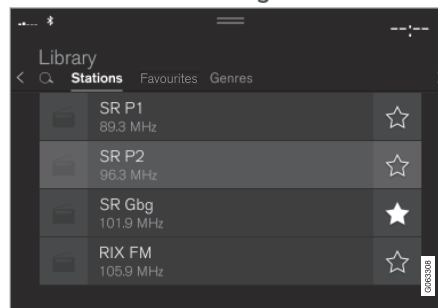 --:--
Library
Stations Favourites Genres
SR P1
89.3 MHz
SR P2
96.3 MHz
SR Gbg
101.9 MHz
RIX FM
105.9 MHz
G063308